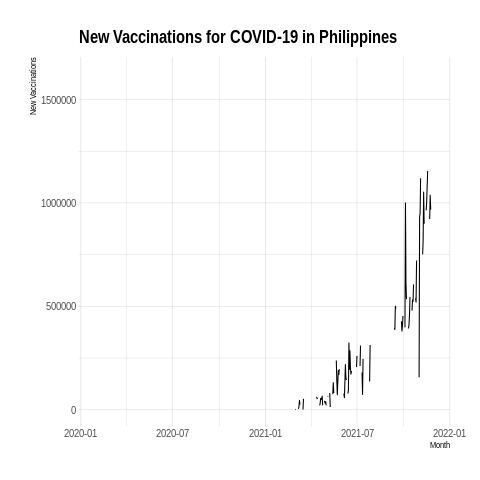 New Vaccinations for COVID-19 in Philippines
New Vaccinations
1500000
1000000
500000
0
2020-01 2020-07 2021-01 2021-07 2022-01
Month